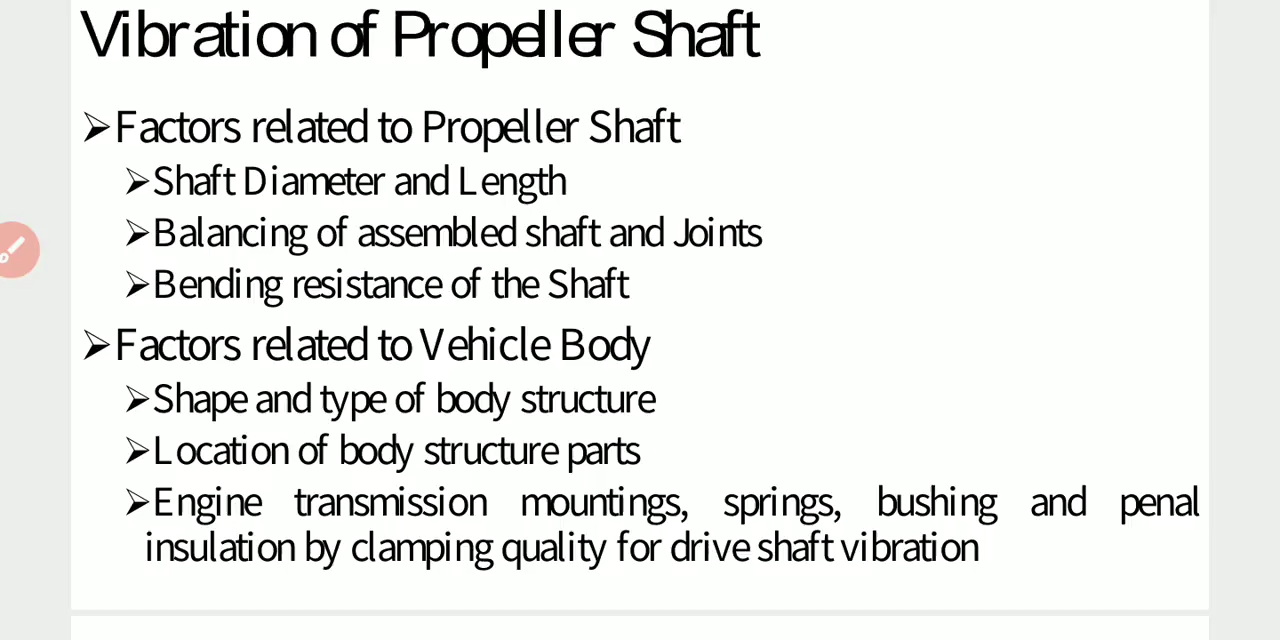 Vibration of Propeller Shaft
➢Factors related to Propeller Shaft
➢Shaft Diameter and Length
➢Balancing of assembled shaft and Joints
➢Bending resistance of the Shaft
➢Factors related to Vehicle Body
➢Shape and type of body structure
➢Location of body structure parts
➢Engine transmission mountings, springs, bushing and penal
insulation by clamping quality for drive shaft vibration